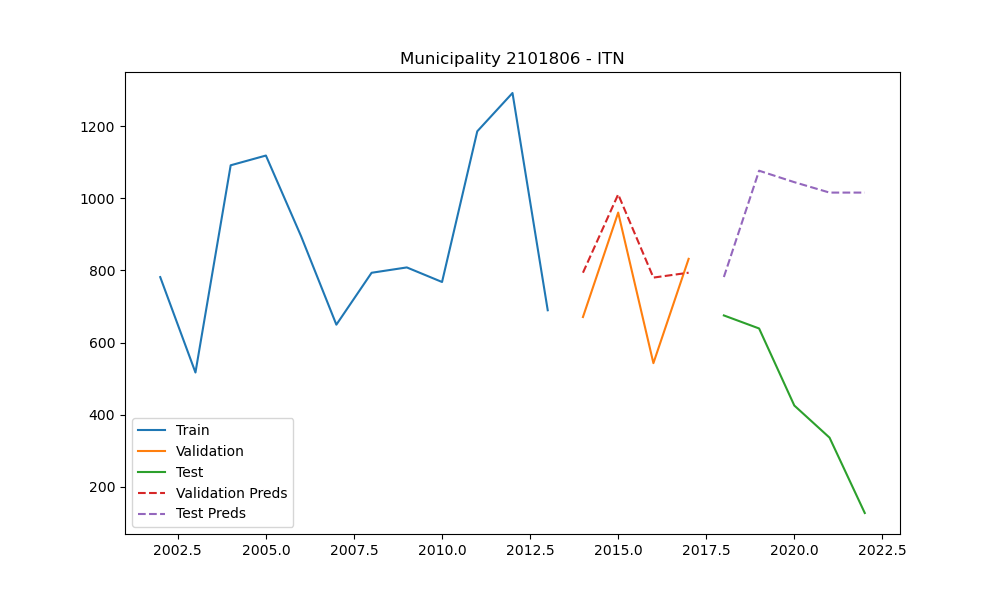 Municipality 2101806 - ITN
1200
1000
800
600
400
200
Train
Validation
Test
Validation Preds
Test Preds
2002.5 2005.0 2007.5 2010.0 2012.5 2015.0 2017.5 2020.0 2022.5